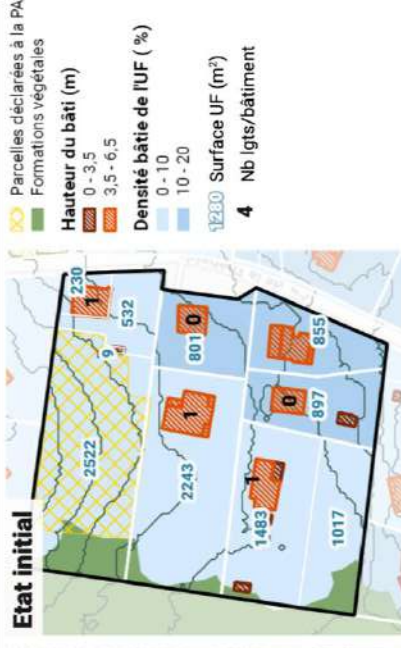 Etat initial
230
1
532
9
2522
801
0
2243
1
855
897
0
1483
1
1017
Parcelles déclarées à la PA
Formations végétales
Hauteur du bâti (m)
0 - 3,5
3,5 - 6,5
Densité bâtie de l'UF ( %)
0 - 10
10 - 20
1280 Surface UF (m²)
4 Nb lgts/bâtiment